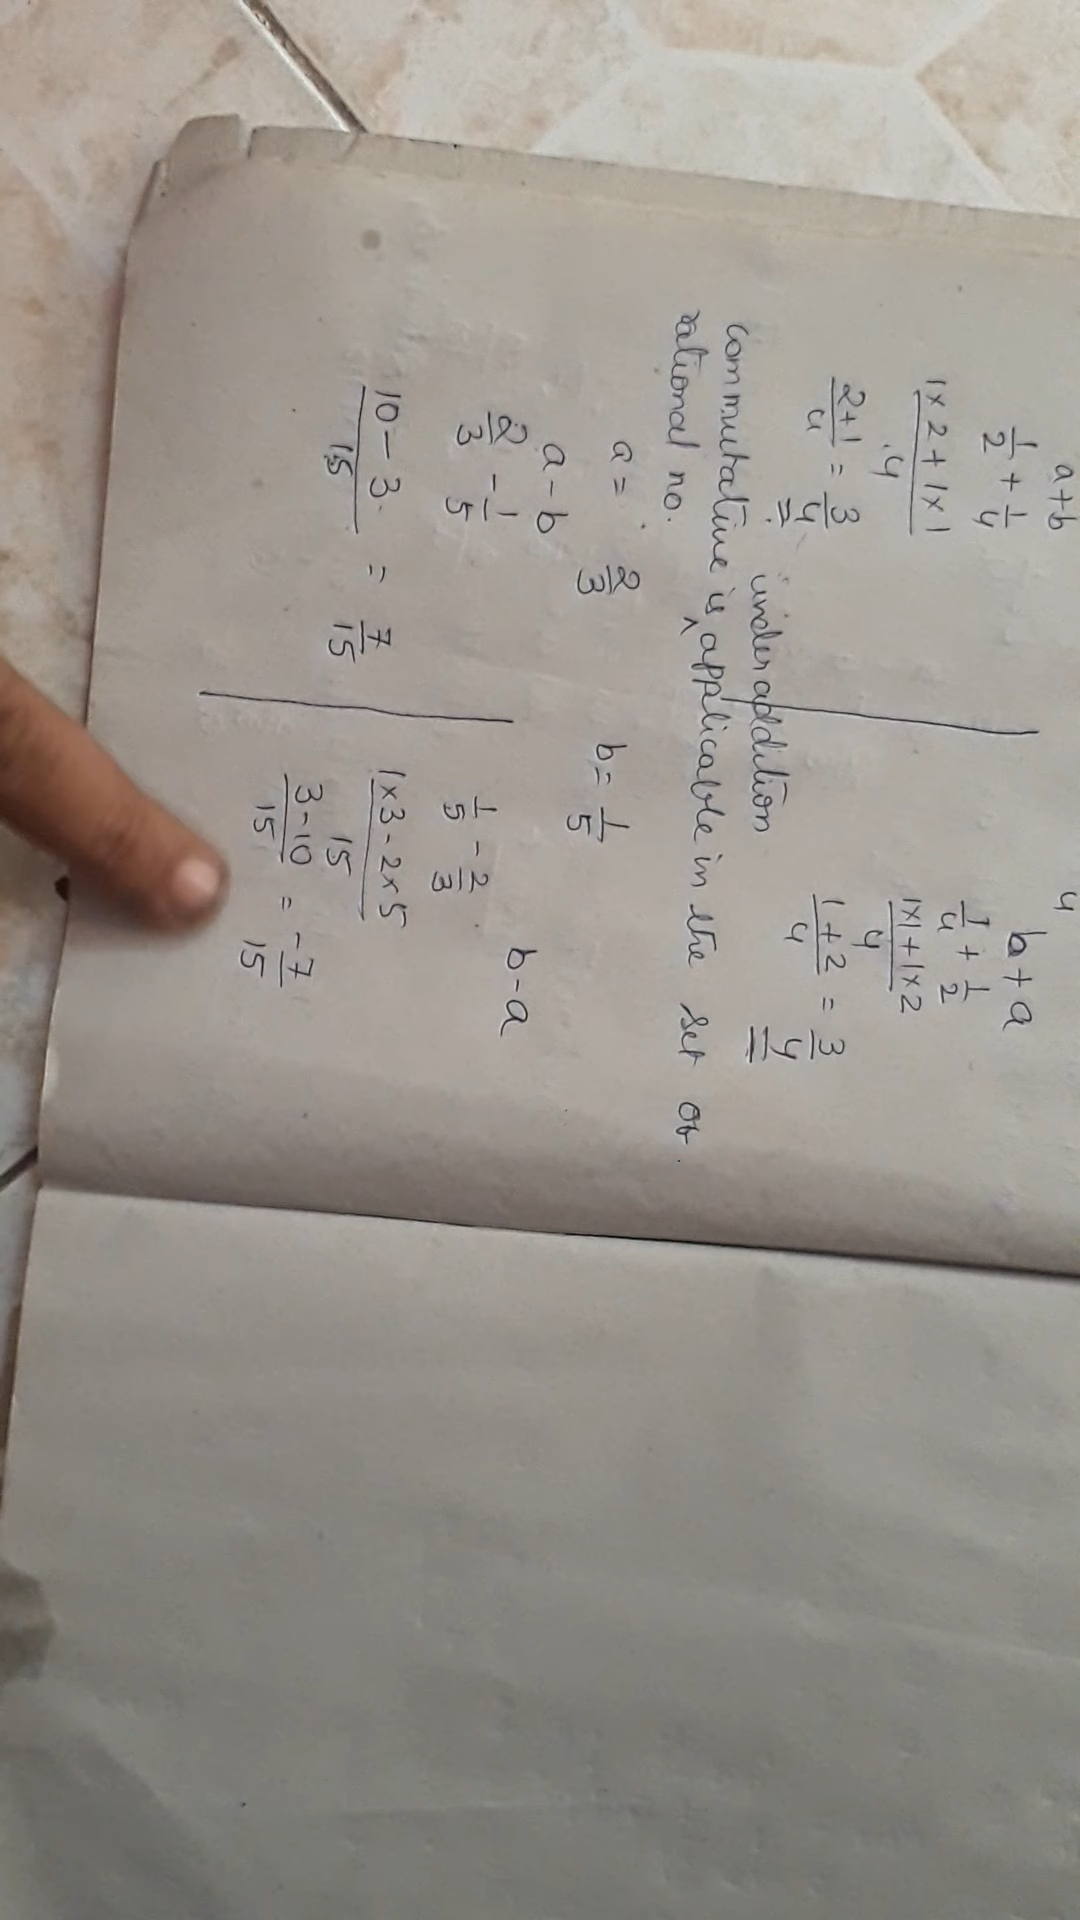 a+b
1/2 + 1/4
1×2+1×1 / 4
2+1 / 4 = 3/4
4
b+a
1/4 + 1/2
1×1+1×2 / 4
1+2 / 4 = 3/4
under addition
commutative is ^ applicable in the set of
rational no.
a = 2/3 b = 1/5
a-b
2/3 - 1/5
10-3 / 15 = 7/15
b-a
1/5 - 2/3
1×3-2×5 / 15
3-10 / 15 = -7/15